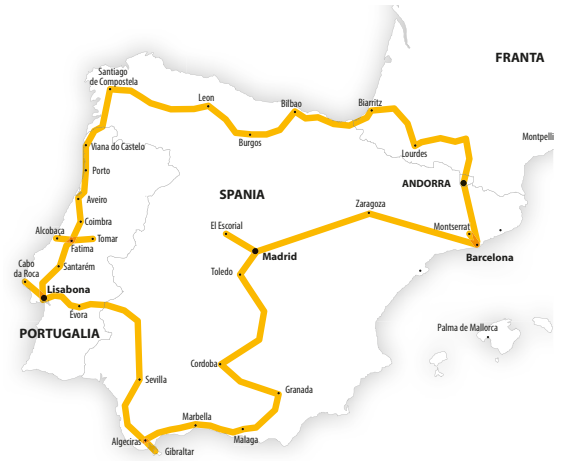 FRANTA
Santiago
de Compostela
Leon
Bilbao
Biarritz
Burgos
Montpelli
Viana do Castelo
Lourdes
Porto
ANDORRA
SPANIA
Aveiro
Zaragoza
Coimbra
El Escorial
Montserrat
Alcobaça
Tomar
Fatima
Madrid
Barcelona
Cabo
da Roca
Santarém
Toledo
Lisabona
Evora
PORTUGALIA
Palma de Mallorca
Cordoba
Sevilla
Granada
Marbella
Malaga
Algeciras
Gibraltar